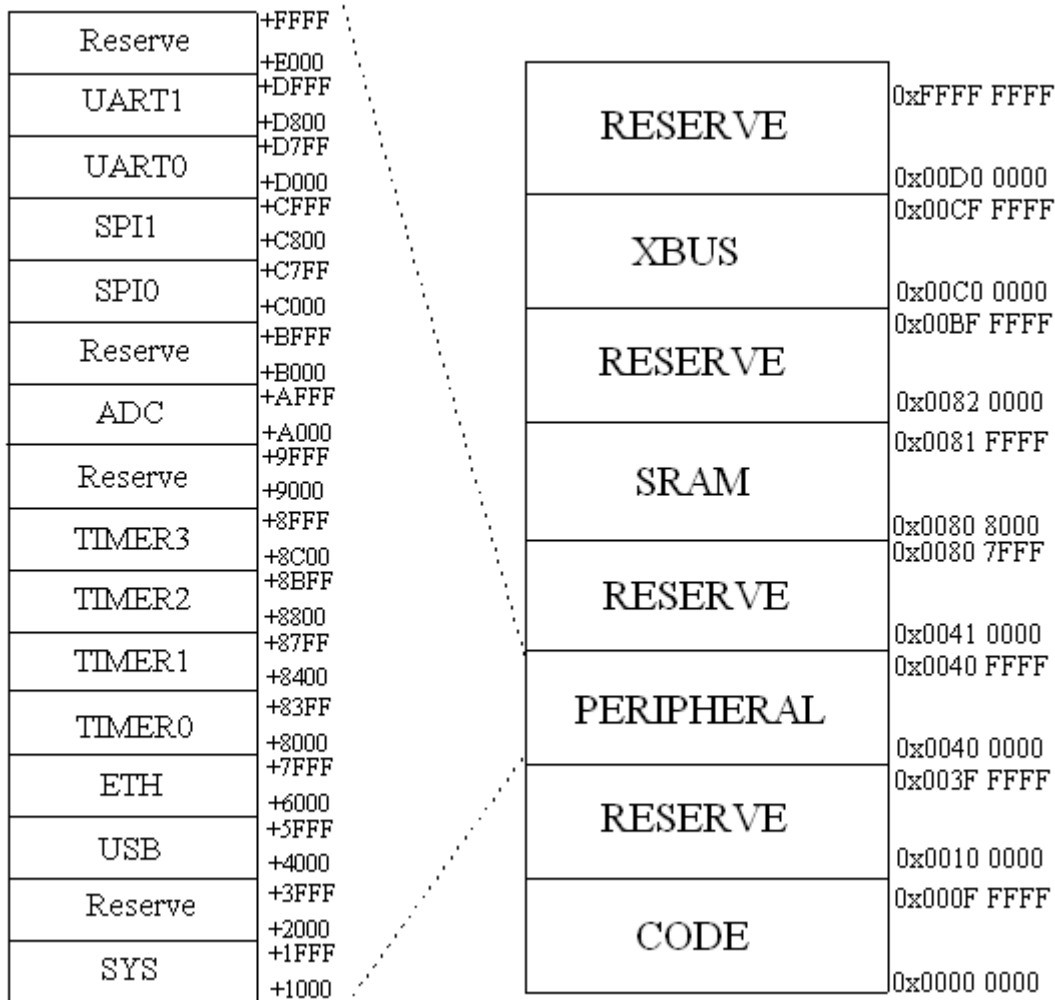 Reserve
+FFFF
+E000
UART1
+DFFF
+D800
UART0
+D7FF
+D000
SPI1
+CFFF
+C800
SPI0
+C7FF
+C000
Reserve
+BFFF
+B000
ADC
+AFFF
+A000
Reserve
+9FFF
+9000
TIMER3
+8FFF
+8C00
TIMER2
+8BFF
+8800
TIMER1
+87FF
+8400
TIMER0
+83FF
+8000
ETH
+7FFF
+6000
USB
+5FFF
+4000
Reserve
+3FFF
+2000
SYS
+1FFF
+1000
RESERVE
0xFFFF FFFF
0x00D0 0000
XBUS
0x00CF FFFF
0x00C0 0000
RESERVE
0x00BF FFFF
0x0082 0000
SRAM
0x0081 FFFF
0x0080 8000
RESERVE
0x0080 7FFF
0x0041 0000
PERIPHERAL
0x0040 FFFF
0x0040 0000
RESERVE
0x003F FFFF
0x0010 0000
CODE
0x000F FFFF
0x0000 0000